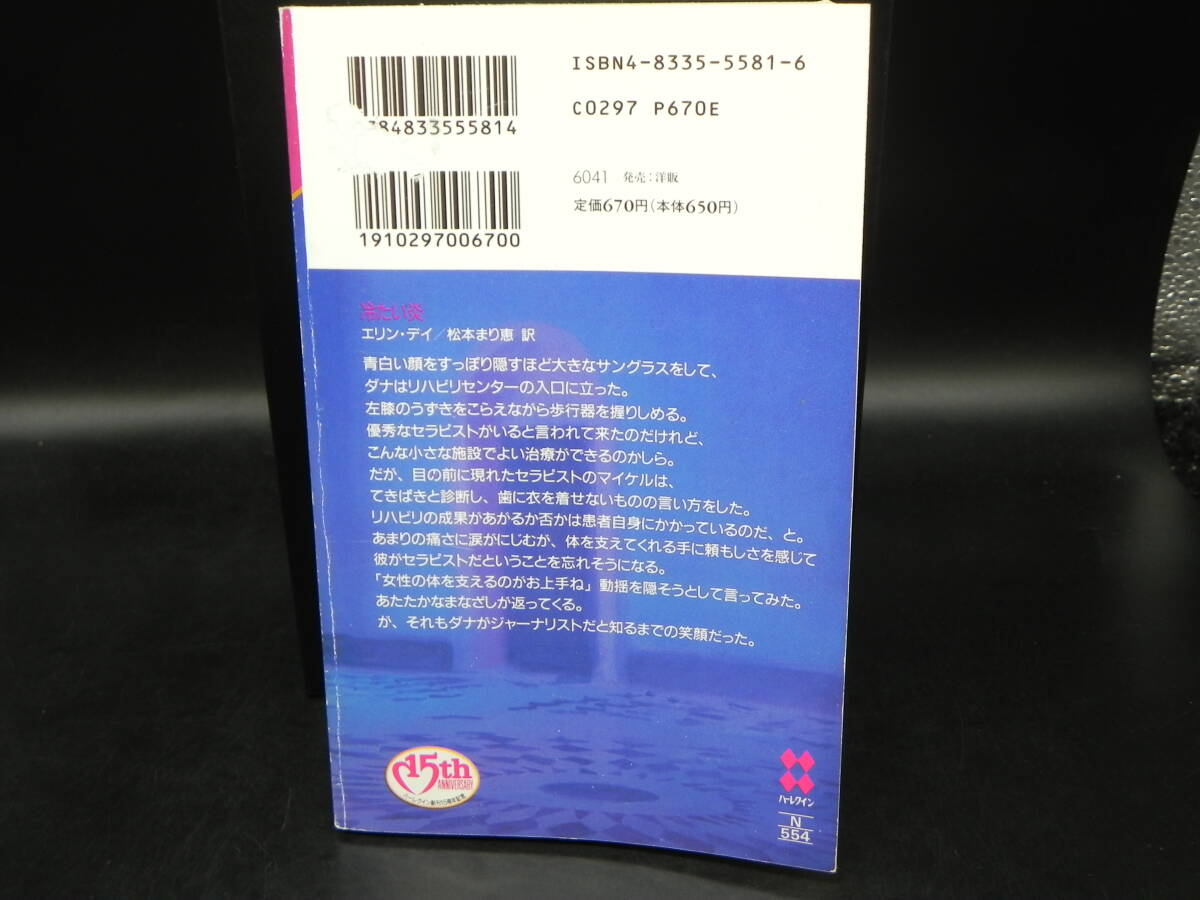 ISBN4-8335-5581-6
C0297 P670E
784833555814
6041 発売：洋販
定価670円(本体650円)
1910297006700
冷たい炎
エリン・デイ／松本まり恵 訳
青白い顔をすっぽり隠すほど大きなサングラスをして、
ダナはリハビリセンターの入口に立った。
左膝のうずきをこらえながら歩行器を握りしめる。
優秀なセラピストがいると言われて来たのだけれど、
こんな小さな施設でよい治療ができるのかしら。
だが、目の前に現れたセラピストのマイケルは、
てきぱきと診断し、歯に衣を着せないものの言い方をした。
リハビリの成果があがるか否かは患者自身にかかっているのだ、と。
あまりの痛さに涙がにじむが、体を支えてくれる手に頼もしさを感じて
彼がセラピストだということを忘れそうになる。
「女性の体を支えるのがお上手ね」動揺を隠そうとして言ってみた。
あたたかなまなざしが返ってくる。
が、それもダナがジャーナリストだと知るまでの笑顔だった。
15th
ANNIVERSARY
ハーレクイン創刊15周年記念
ハーレクイン
N
554